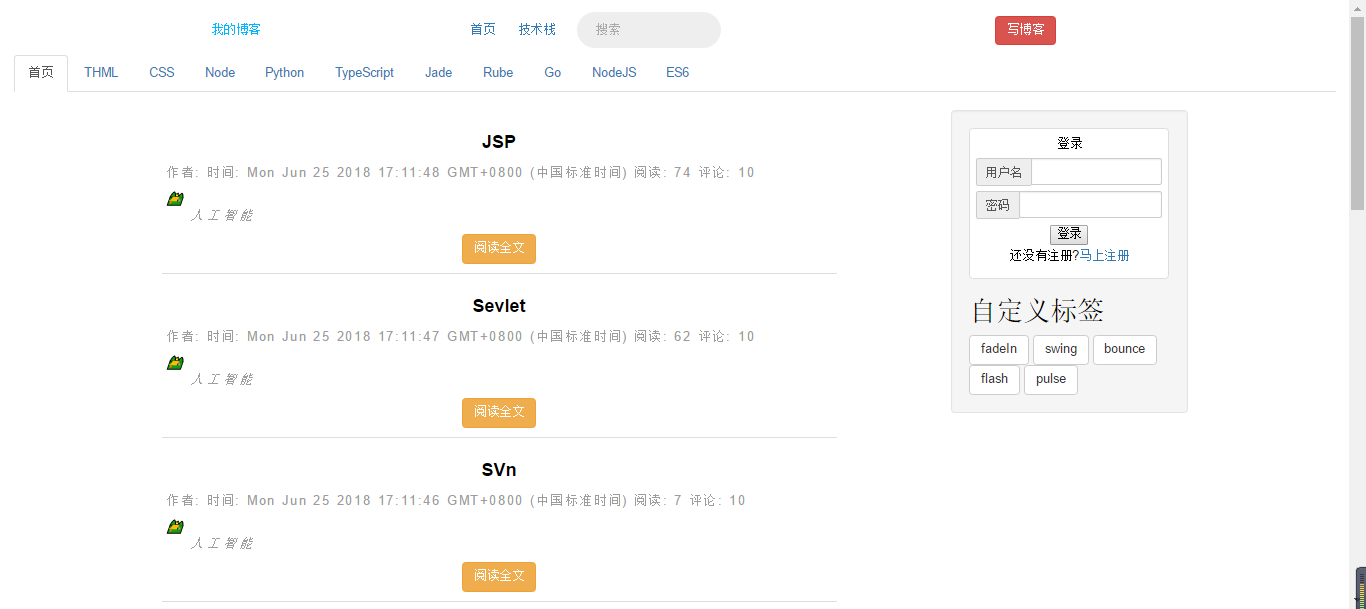 我的博客 首页 技术栈 搜索 写博客
首页 THML CSS Node Python TypeScript Jade Rube Go NodeJS ES6
JSP
作者: 时间: Mon Jun 25 2018 17:11:48 GMT+0800 (中国标准时间) 阅读: 74 评论: 10
人工智能
阅读全文
Sevlet
作者: 时间: Mon Jun 25 2018 17:11:47 GMT+0800 (中国标准时间) 阅读: 62 评论: 10
人工智能
阅读全文
SVn
作者: 时间: Mon Jun 25 2018 17:11:46 GMT+0800 (中国标准时间) 阅读: 7 评论: 10
人工智能
阅读全文
登录
用户名
密码
登录
还没有注册?马上注册
自定义标签
fadeIn swing bounce
flash pulse